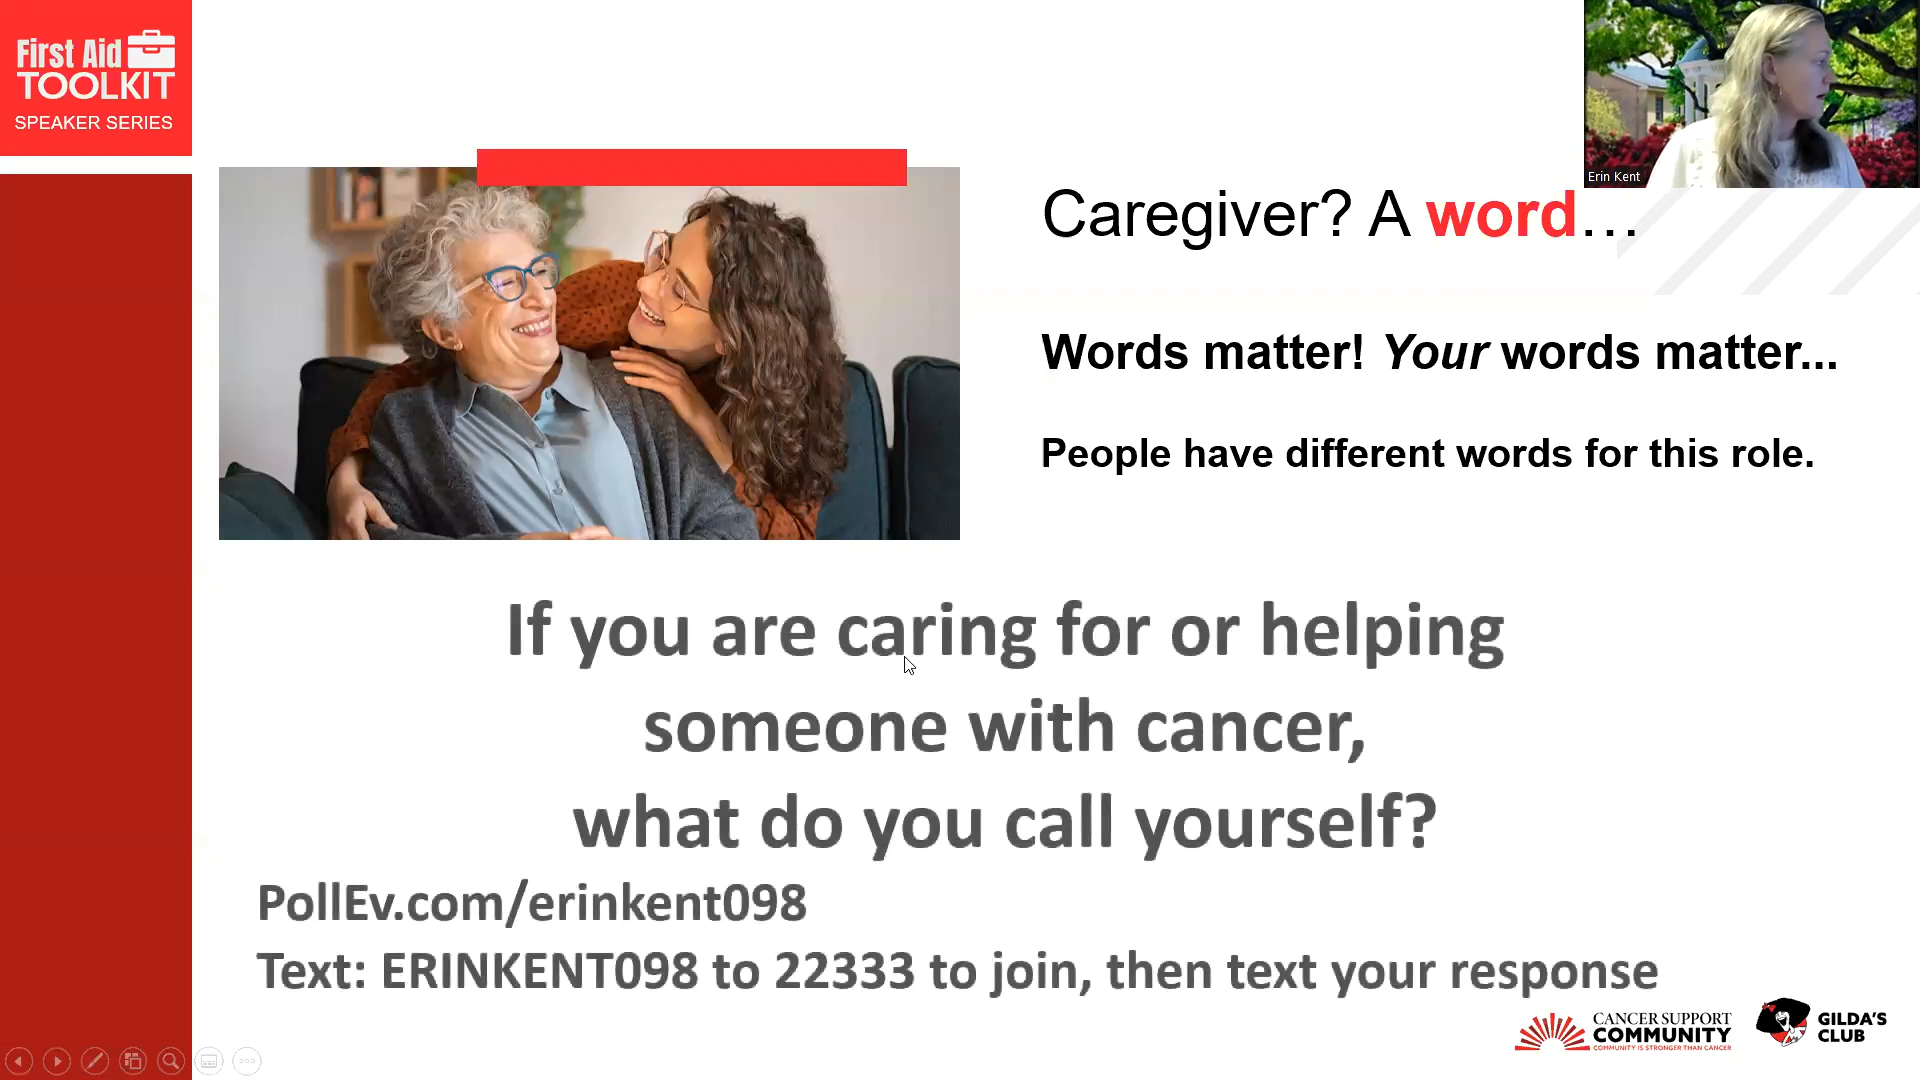 First Aid
TOOLKIT
SPEAKER SERIES
Erin Kent
Caregiver? A word…
Words matter! Your words matter...
People have different words for this role.
If you are caring for or helping
someone with cancer,
what do you call yourself?
PollEv.com/erinkent098
Text: ERINKENT098 to 22333 to join, then text your response
CANCER SUPPORT
COMMUNITY
COMMUNITY IS STRONGER THAN CANCER
GILDA'S
CLUB